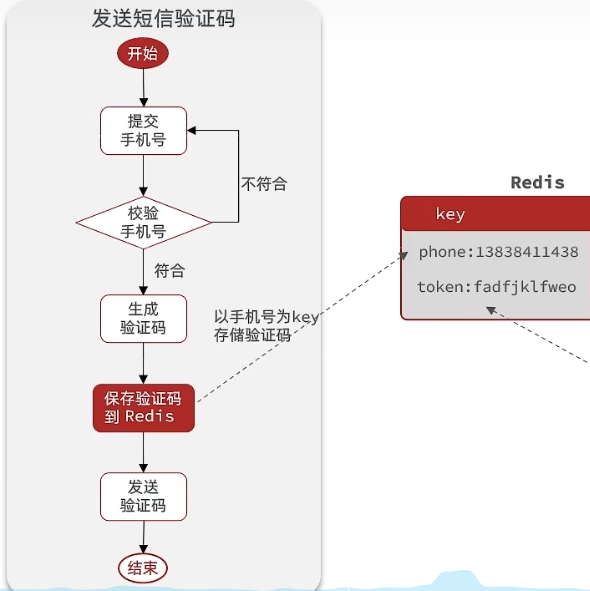 发送短信验证码
开始
提交
手机号
不符合
校验
手机号
符合
生成
验证码
以手机号为key
存储验证码
保存验证码
到 Redis
发送
验证码
结束
Redis
key
phone:13838411438
token:fadfjklfweo